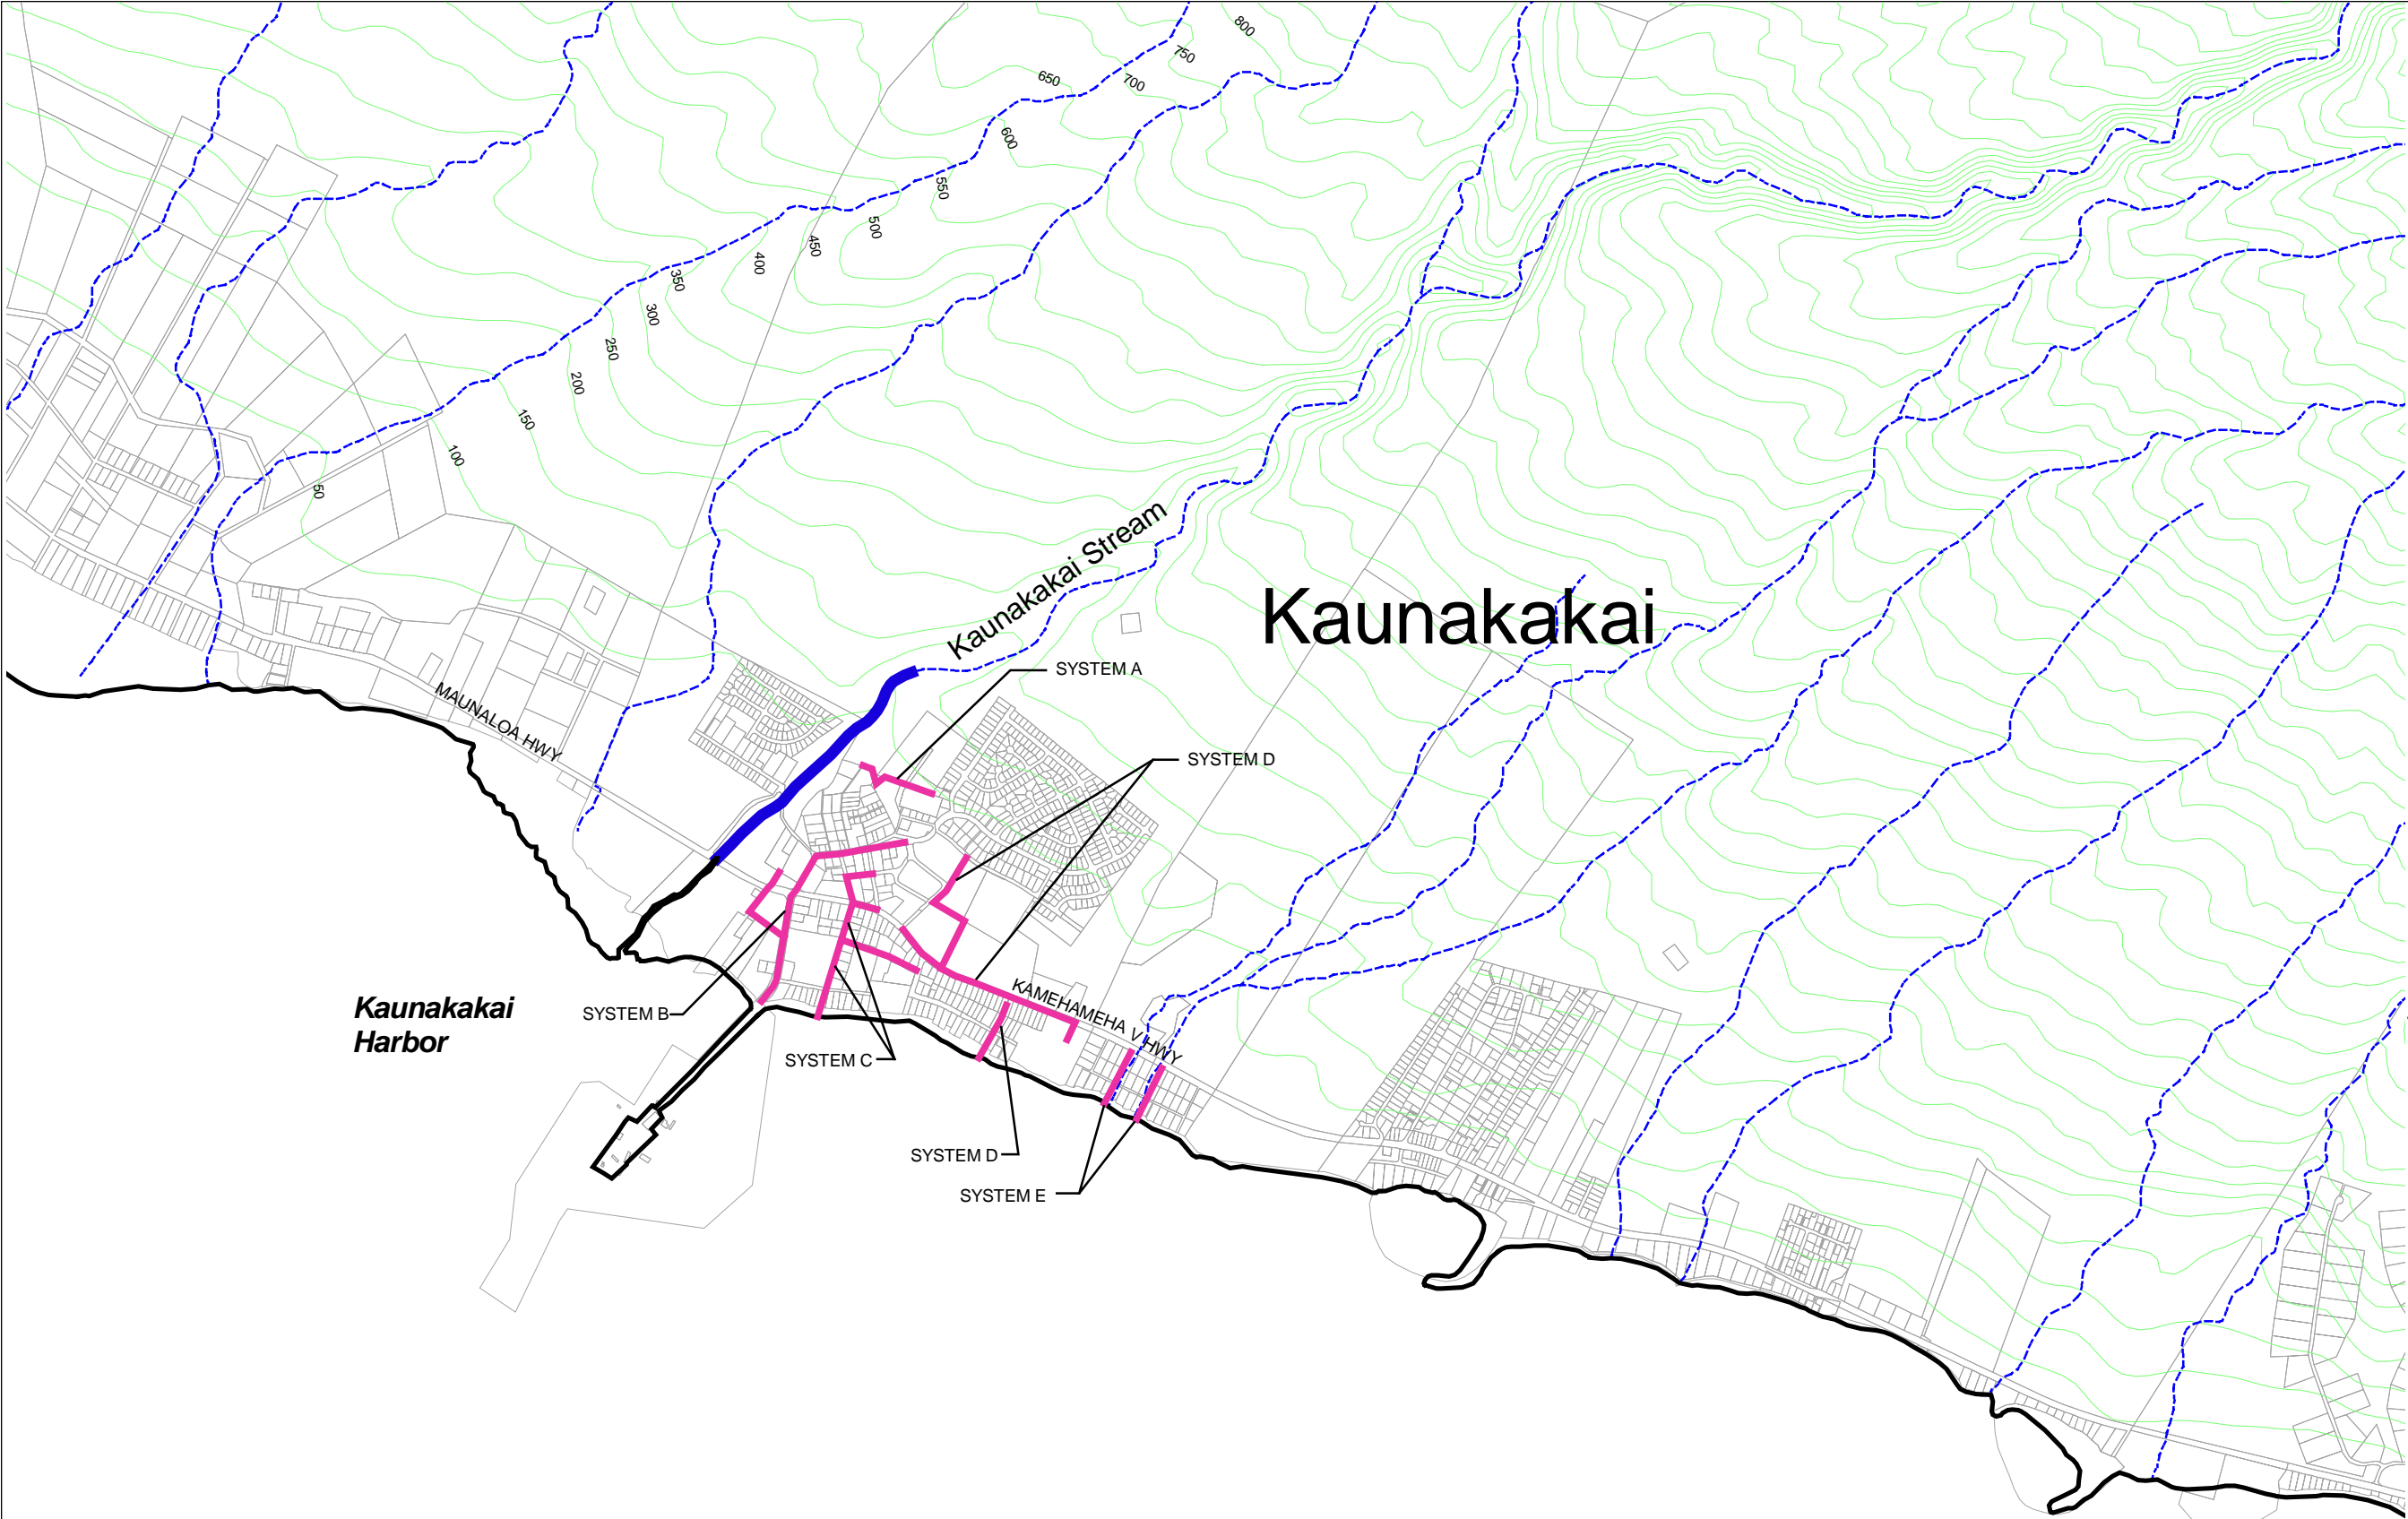 800
750
700
650
600
550
500
450
400
350
300
250
200
150
100
50
Kaunakakai Stream
Kaunakakai
SYSTEM A
MAUNALOA HWY
SYSTEM D
KAMEHAMEHA V HWY
Kaunakakai
Harbor
SYSTEM B
SYSTEM C
SYSTEM D
SYSTEM E